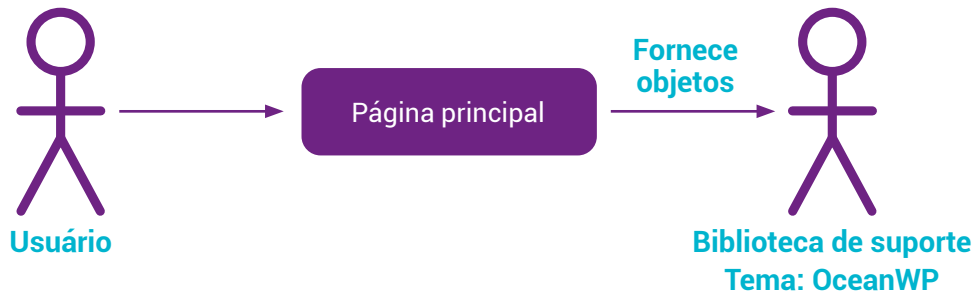 Fornece
objetos
Página principal
Usuário
Biblioteca de suporte
Tema: OceanWP